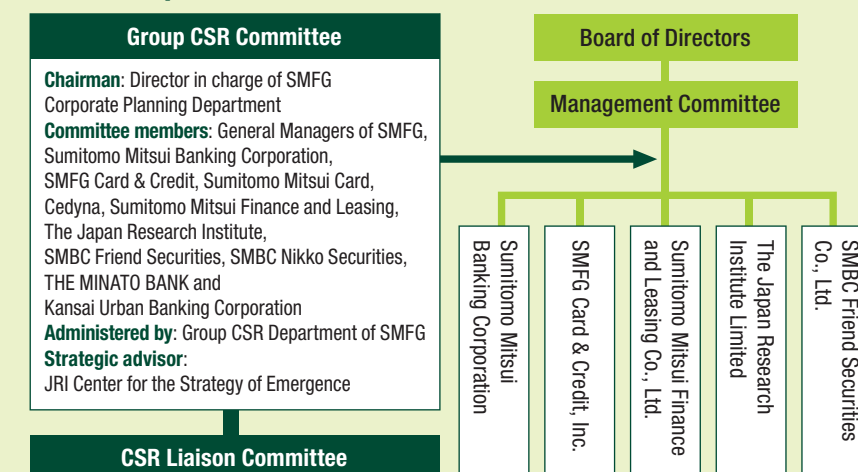 Group CSR Committee
Chairman: Director in charge of SMFG
Corporate Planning Department
Committee members: General Managers of SMFG,
Sumitomo Mitsui Banking Corporation,
SMFG Card & Credit, Sumitomo Mitsui Card,
Cedyna, Sumitomo Mitsui Finance and Leasing,
The Japan Research Institute,
SMBC Friend Securities, SMBC Nikko Securities,
THE MINATO BANK and
Kansai Urban Banking Corporation
Administered by: Group CSR Department of SMFG
Strategic advisor:
JRI Center for the Strategy of Emergence
CSR Liaison Committee
Board of Directors
Management Committee
Sumitomo Mitsui
Banking Corporation
SMFG Card & Credit, Inc.
Sumitomo Mitsui Finance
and Leasing Co., Ltd.
The Japan Research
Institute Limited
SMBC Friend Securities
Co., Ltd.